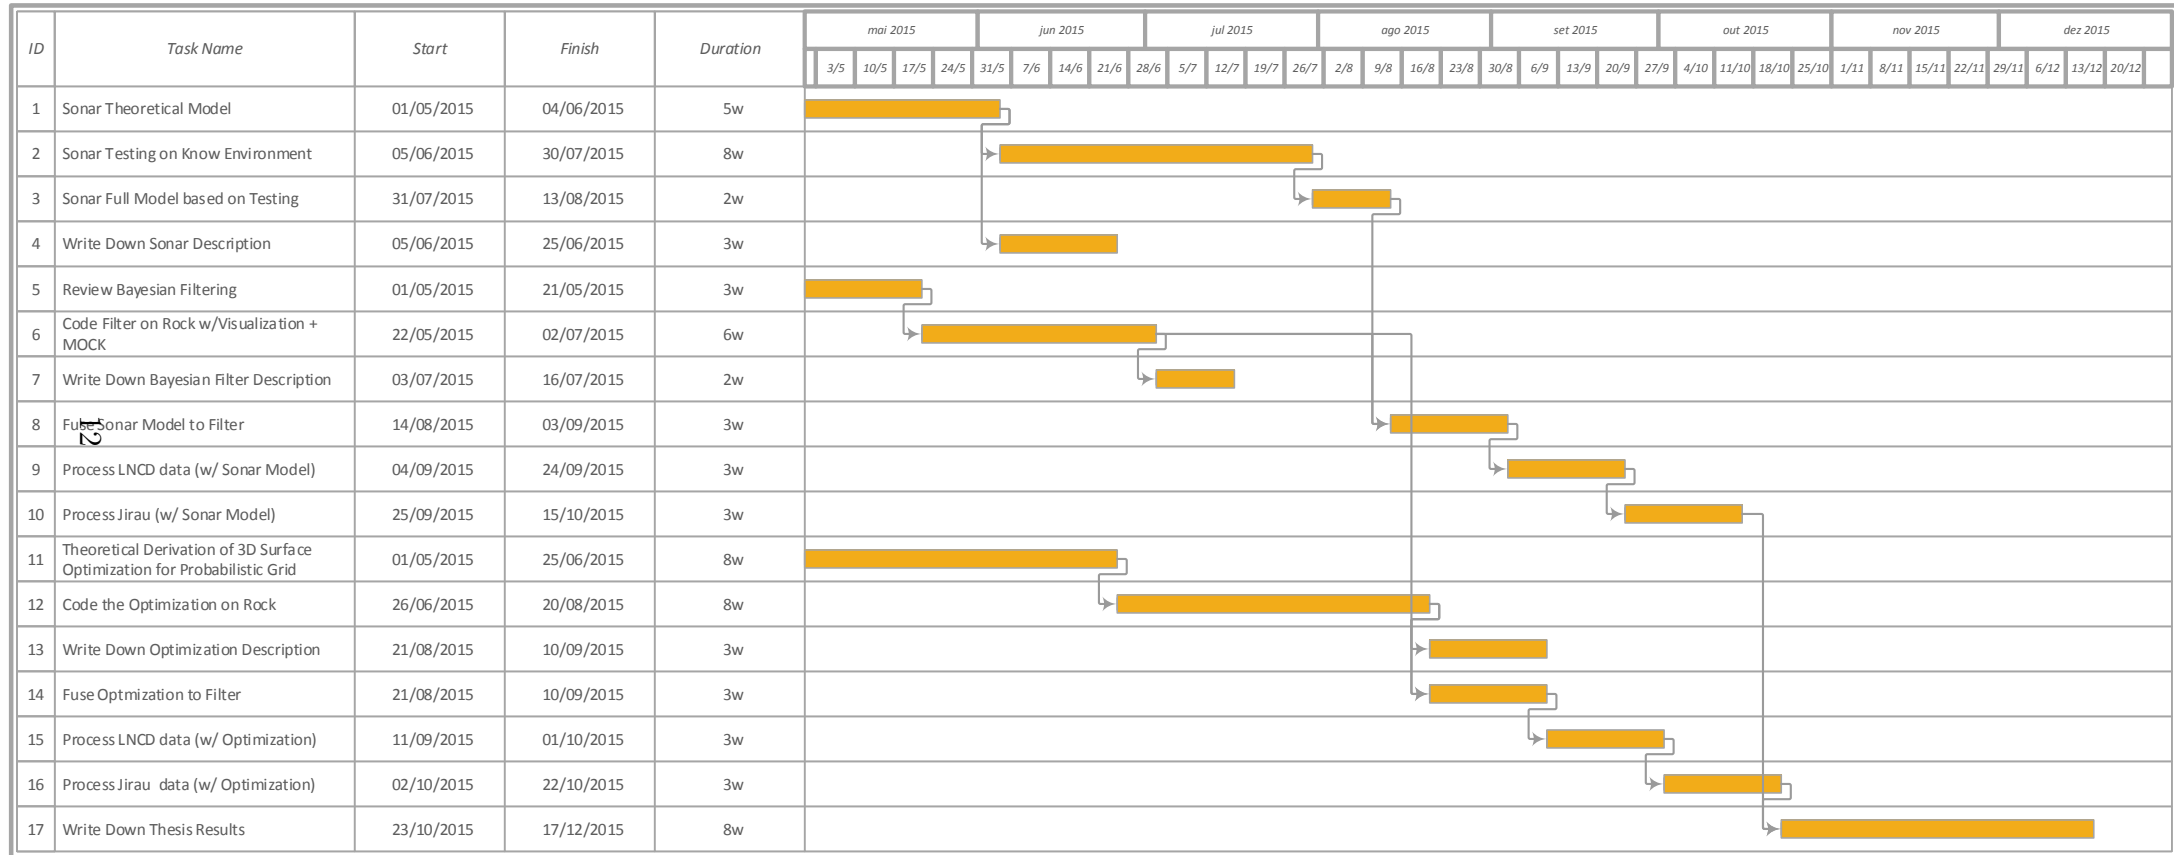 ID Task Name Start Finish Duration mai 2015 jun 2015 jul 2015 ago 2015 set 2015 out 2015 nov 2015 dez 2015
3/5 10/5 17/5 24/5 31/5 7/6 14/6 21/6 28/6 5/7 12/7 19/7 26/7 2/8 9/8 16/8 23/8 30/8 6/9 13/9 20/9 27/9 4/10 11/10 18/10 25/10 1/11 8/11 15/11 22/11 29/11 6/12 13/12 20/12
1 Sonar Theoretical Model 01/05/2015 04/06/2015 5w
2 Sonar Testing on Know Environment 05/06/2015 30/07/2015 8w
3 Sonar Full Model based on Testing 31/07/2015 13/08/2015 2w
4 Write Down Sonar Description 05/06/2015 25/06/2015 3w
5 Review Bayesian Filtering 01/05/2015 21/05/2015 3w
6 Code Filter on Rock w/Visualization +
MOCK 22/05/2015 02/07/2015 6w
7 Write Down Bayesian Filter Description 03/07/2015 16/07/2015 2w
8 Fuse Sonar Model to Filter 14/08/2015 03/09/2015 3w
12
9 Process LNCD data (w/ Sonar Model) 04/09/2015 24/09/2015 3w
10 Process Jirau (w/ Sonar Model) 25/09/2015 15/10/2015 3w
11 Theoretical Derivation of 3D Surface
Optimization for Probabilistic Grid 01/05/2015 25/06/2015 8w
12 Code the Optimization on Rock 26/06/2015 20/08/2015 8w
13 Write Down Optimization Description 21/08/2015 10/09/2015 3w
14 Fuse Optmization to Filter 21/08/2015 10/09/2015 3w
15 Process LNCD data (w/ Optimization) 11/09/2015 01/10/2015 3w
16 Process Jirau data (w/ Optimization) 02/10/2015 22/10/2015 3w
17 Write Down Thesis Results 23/10/2015 17/12/2015 8w